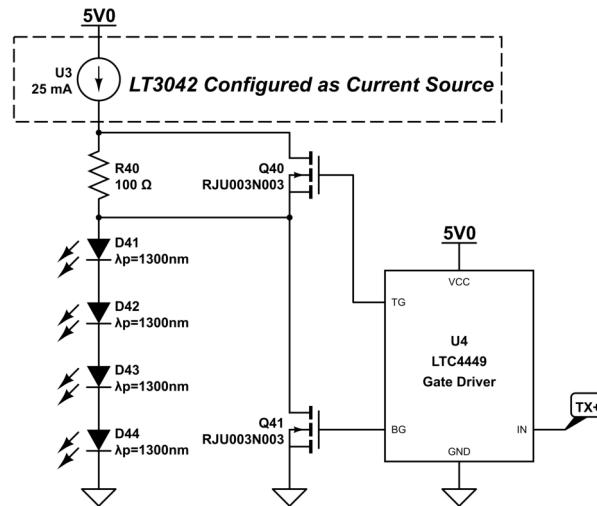 5V0
U3
25 mA
LT3042 Configured as Current Source
R40
100 Ω
Q40
RJU003N003
D41
λp=1300nm
D42
λp=1300nm
D43
λp=1300nm
D44
λp=1300nm
Q41
RJU003N003
5V0
VCC
TG
U4
LTC4449
Gate Driver
BG
IN
GND
TX+